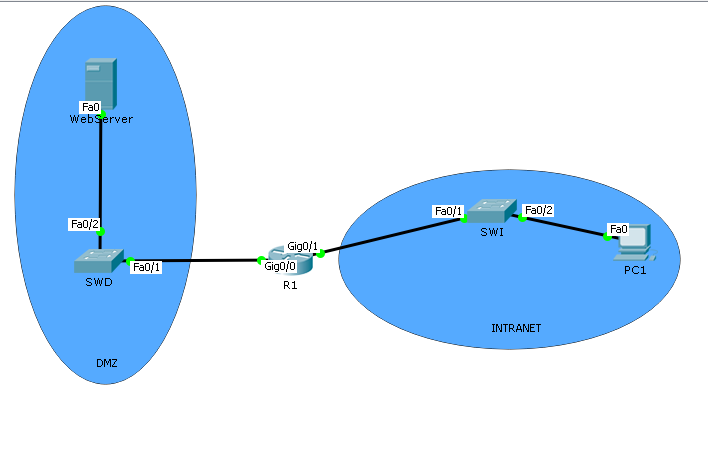 Fa0
WebServer
Fa0/2
SWD
Fa0/1
DMZ
Gig0/1
Gig0/0
R1
Fa0/1
Fa0/2
SWI
Fa0
PC1
INTRANET